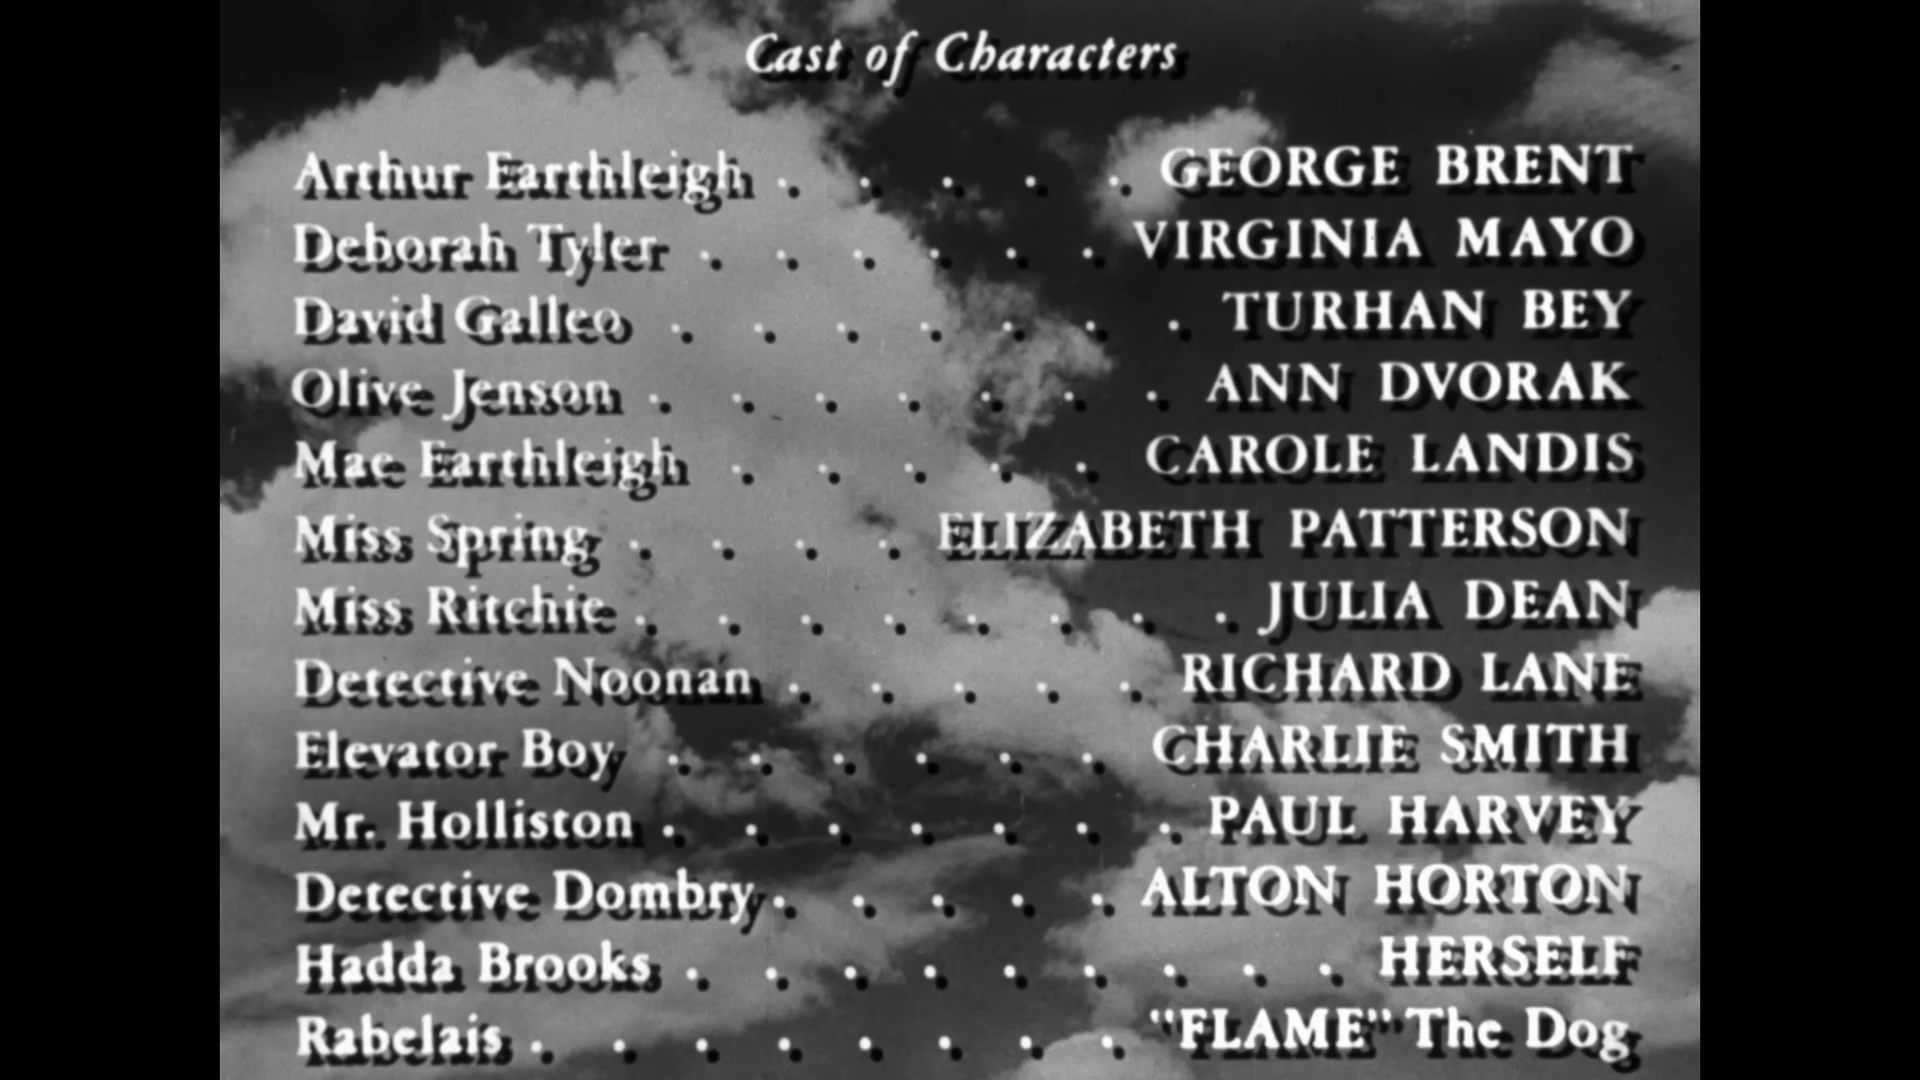 Cast of Characters
Arthur Earthleigh . . . . . GEORGE BRENT
Deborah Tyler . . . . . . VIRGINIA MAYO
David Galleo . . . . . . . TURHAN BEY
Olive Jenson . . . . . . . ANN DVORAK
Mae Earthleigh . . . . . CAROLE LANDIS
Miss Spring . . . . ELIZABETH PATTERSON
Miss Ritchie . . . . . . . . JULIA DEAN
Detective Noonan . . . . . RICHARD LANE
Elevator Boy . . . . . . CHARLIE SMITH
Mr. Holliston . . . . . . . PAUL HARVEY
Detective Dombry . . . . . ALTON HORTON
Hadda Brooks . . . . . . . . . HERSELF
Rabelais . . . . . . . . "FLAME" The Dog